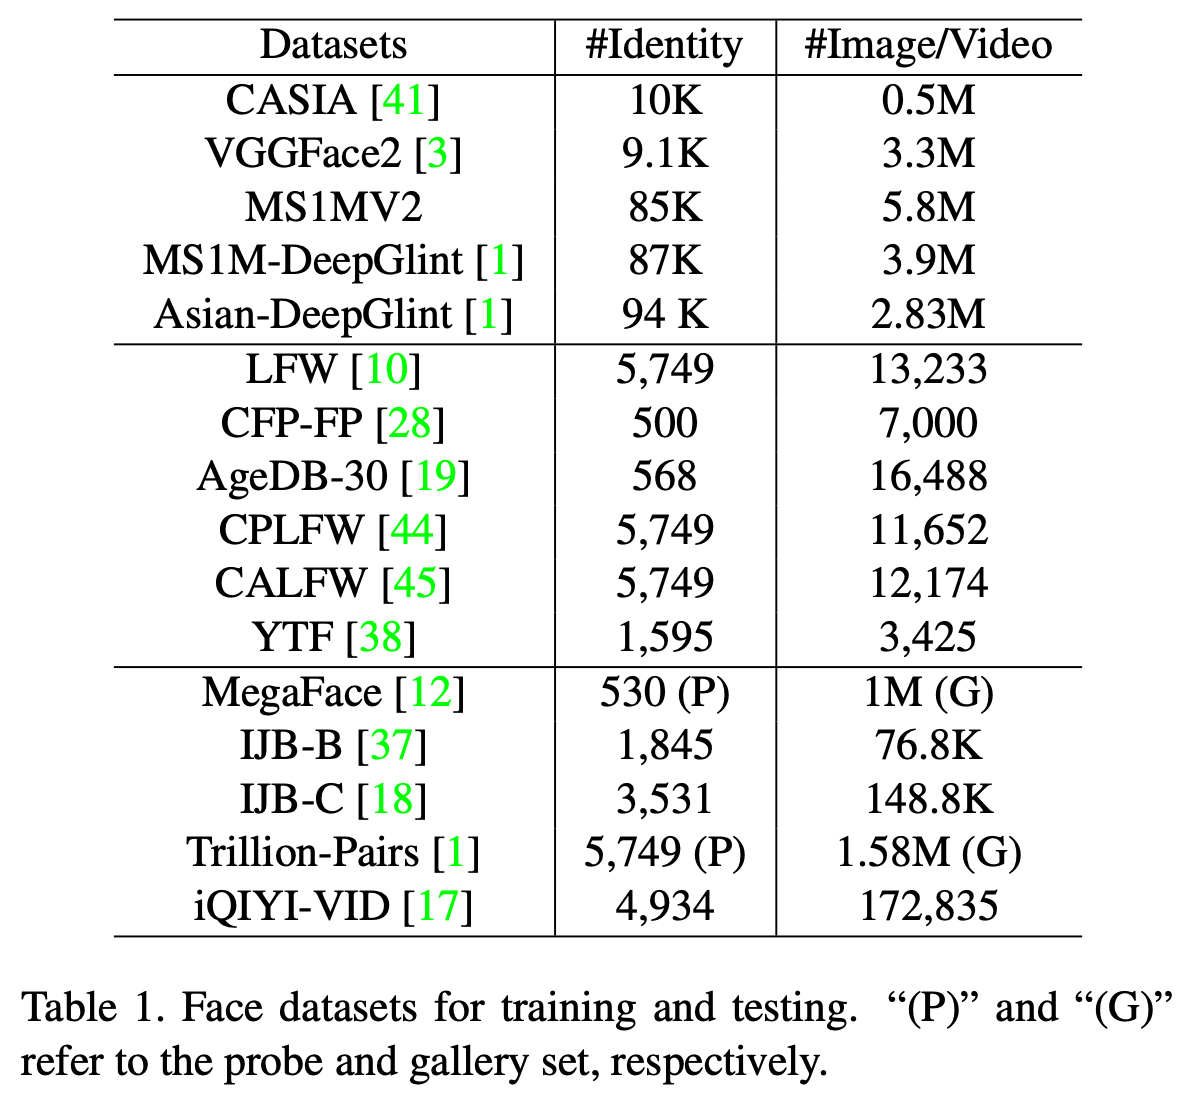 Datasets #Identity #Image/Video
CASIA [41] 10K 0.5M
VGGFace2 [3] 9.1K 3.3M
MS1MV2 85K 5.8M
MS1M-DeepGlint [1] 87K 3.9M
Asian-DeepGlint [1] 94 K 2.83M
LFW [10] 5,749 13,233
CFP-FP [28] 500 7,000
AgeDB-30 [19] 568 16,488
CPLFW [44] 5,749 11,652
CALFW [45] 5,749 12,174
YTF [38] 1,595 3,425
MegaFace [12] 530 (P) 1M (G)
IJB-B [37] 1,845 76.8K
IJB-C [18] 3,531 148.8K
Trillion-Pairs [1] 5,749 (P) 1.58M (G)
iQIYI-VID [17] 4,934 172,835
Table 1. Face datasets for training and testing. “(P)” and “(G)”
refer to the probe and gallery set, respectively.